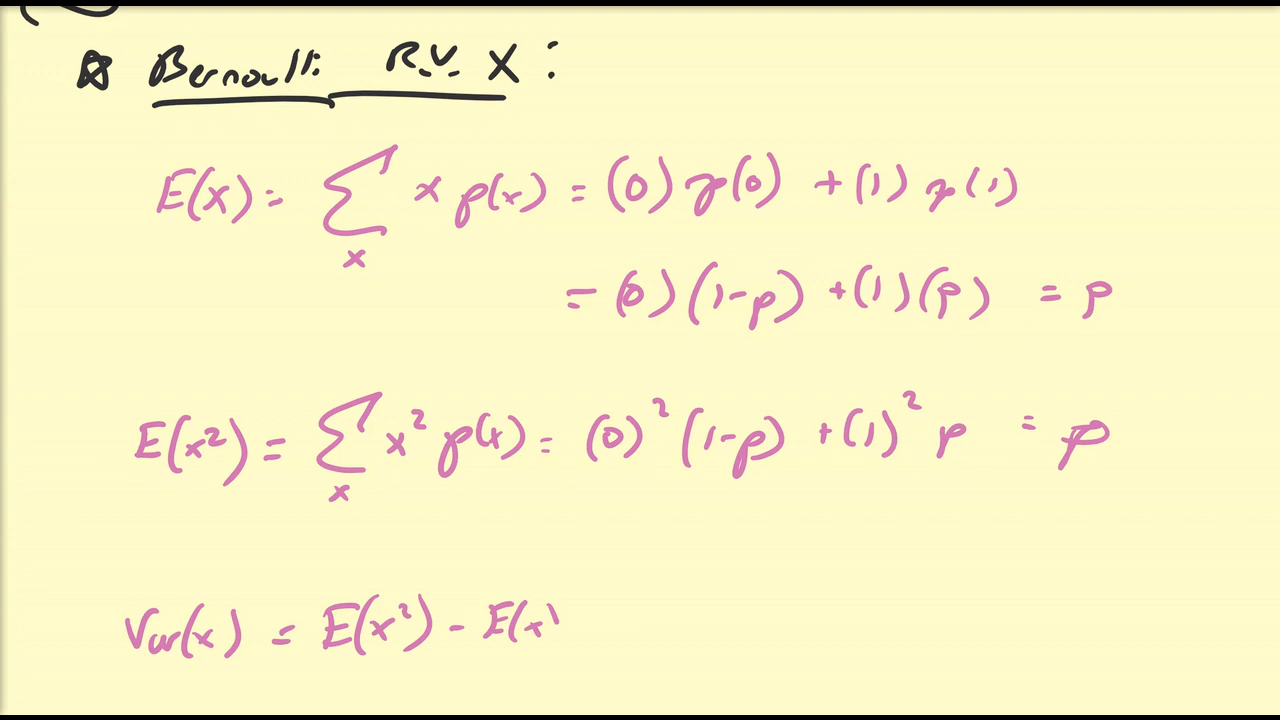 ☆ Bernoulli R.V. X :
E(X) = ∑ x p(x) = (0) p(0) + (1) p(1)
x
= (0) (1-p) + (1) (p) = p
E(x²) = ∑ x² p(x) = (0)² (1-p) + (1)² p = p
x
Var(x) = E(x²) - E(x)